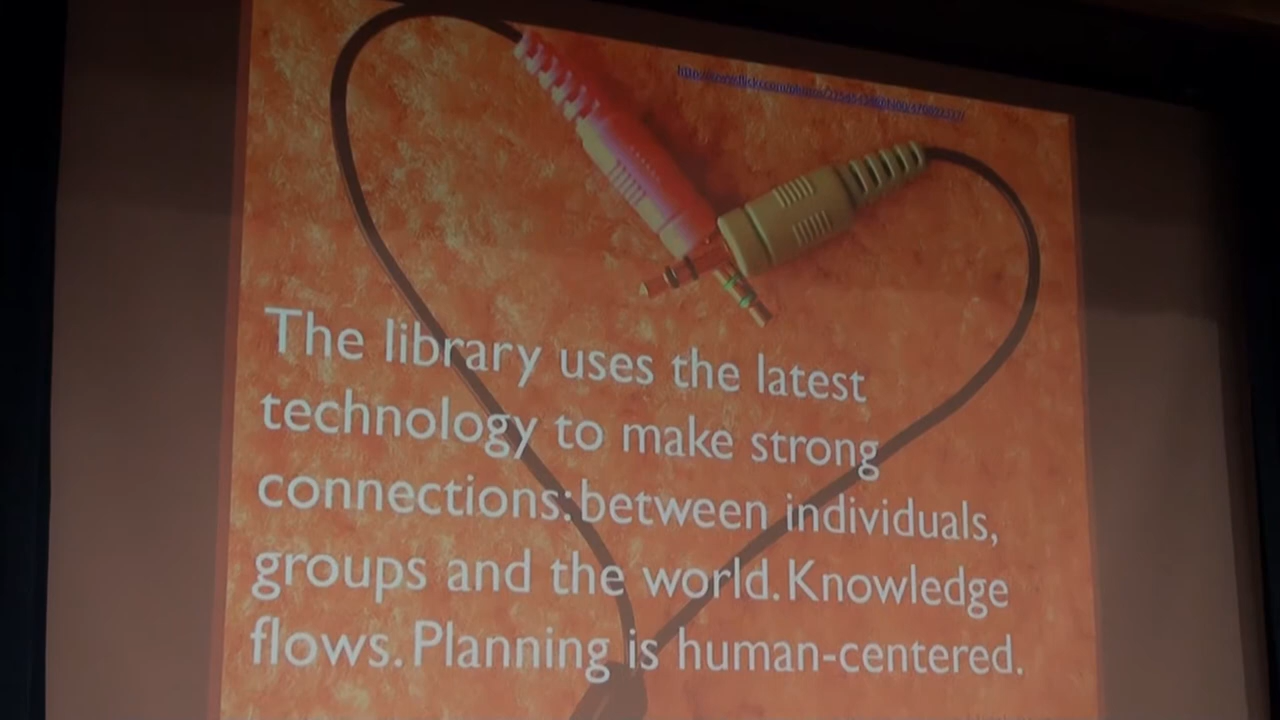 The library uses the latest
technology to make strong
connections: between individuals,
groups and the world. Knowledge
flows. Planning is human-centered.